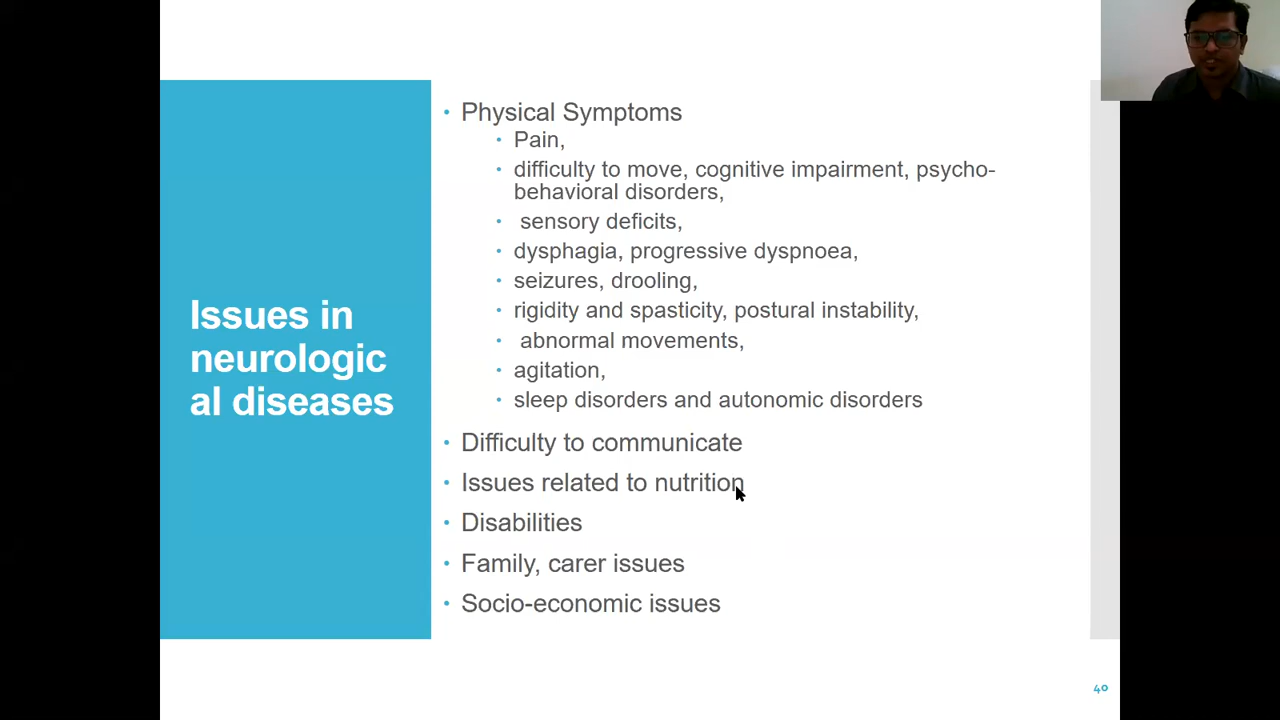 Issues in
neurologic
al diseases
• Physical Symptoms
• Pain,
• difficulty to move, cognitive impairment, psycho-
behavioral disorders,
• sensory deficits,
• dysphagia, progressive dyspnoea,
• seizures, drooling,
• rigidity and spasticity, postural instability,
• abnormal movements,
• agitation,
• sleep disorders and autonomic disorders
• Difficulty to communicate
• Issues related to nutrition
• Disabilities
• Family, carer issues
• Socio-economic issues
40